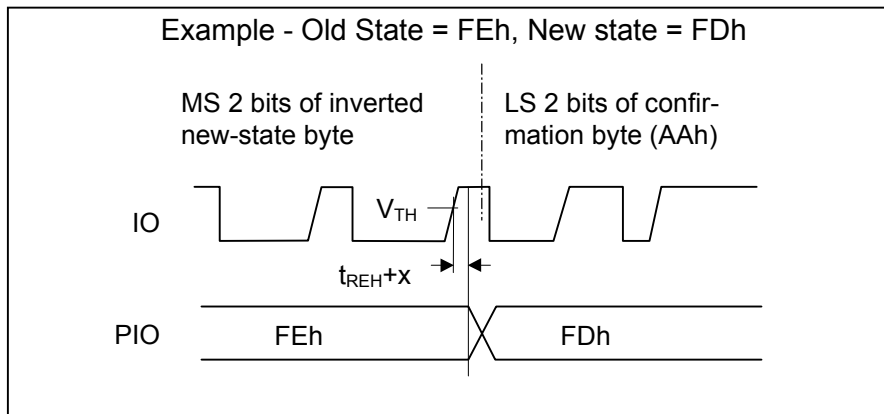 Example - Old State = FEh, New state = FDh
MS 2 bits of inverted
new-state byte
LS 2 bits of confir-
mation byte (AAh)
IO
VTH
tREH+x
PIO
FEh
FDh